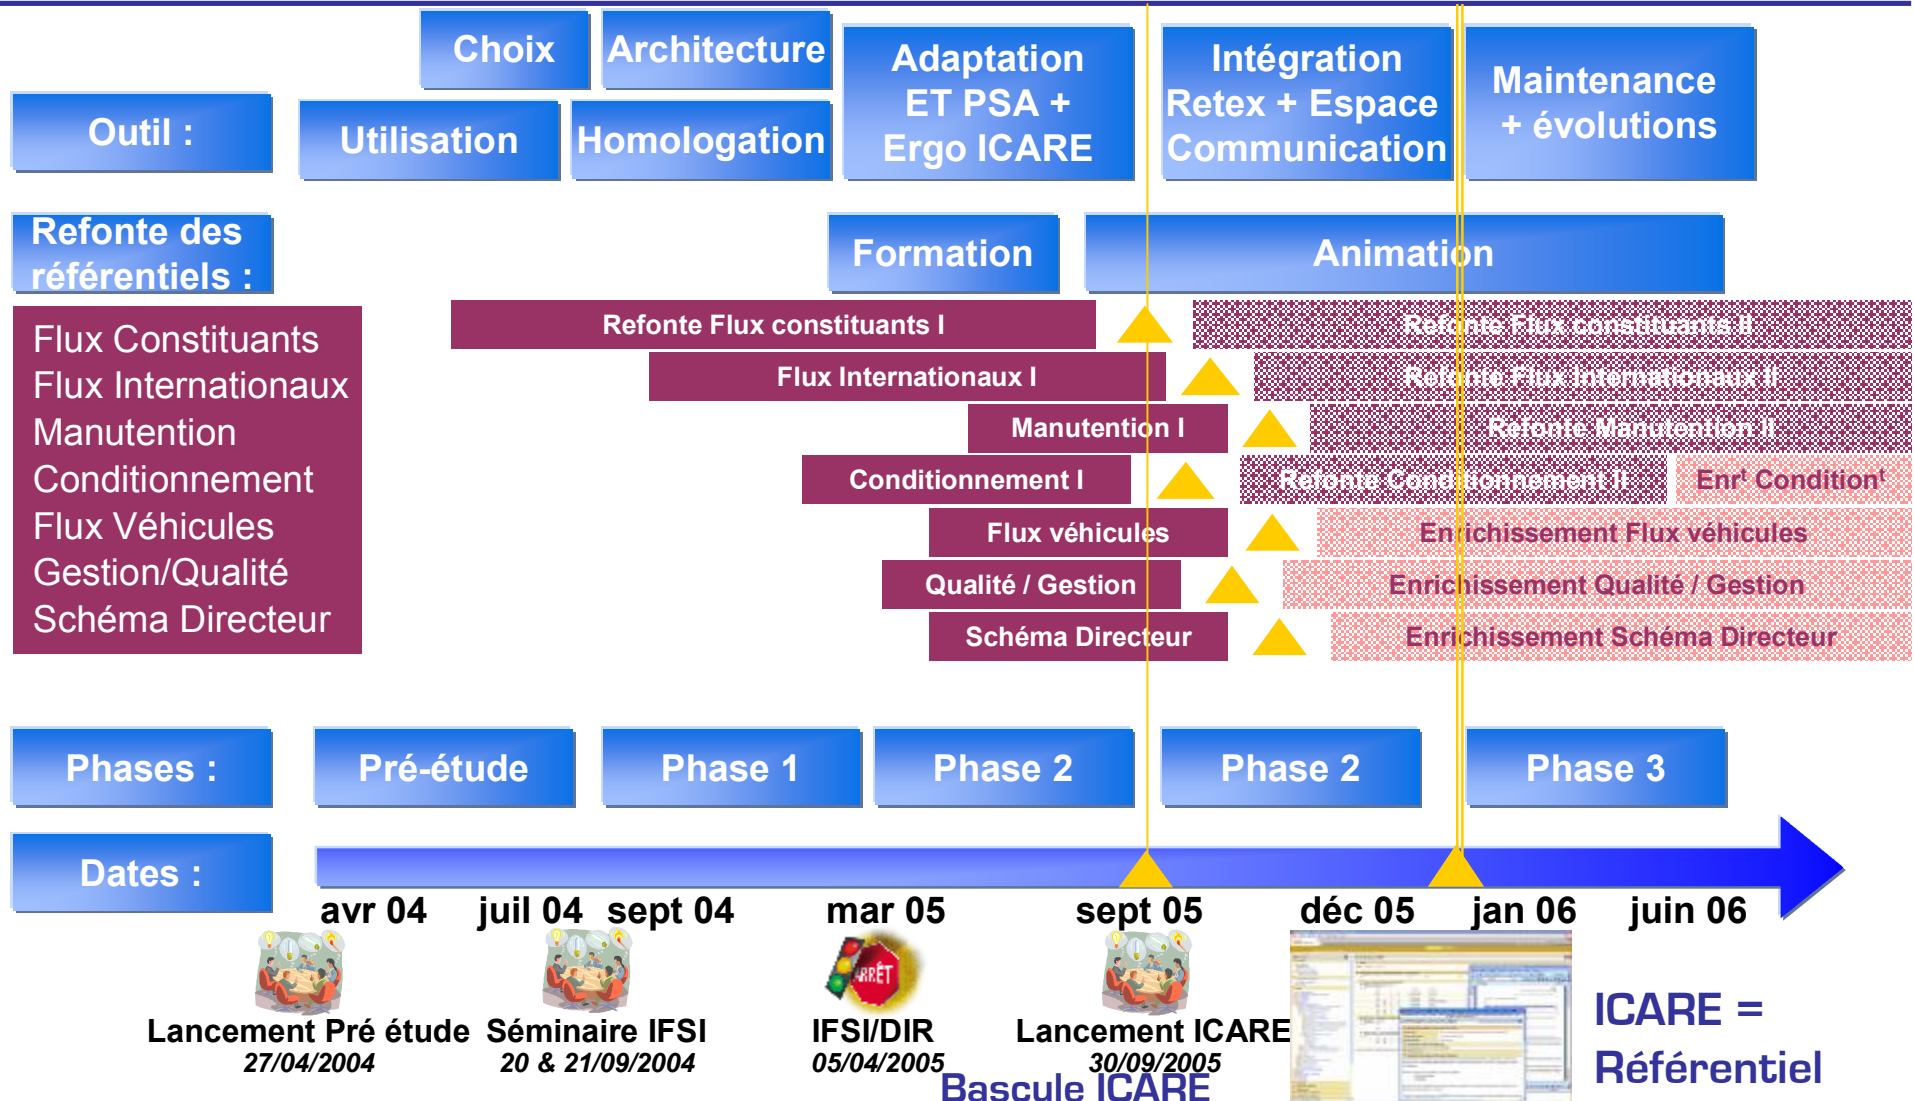 Choix
Architecture
Adaptation
ET PSA +
Ergo ICARE
Intégration
Retex + Espace
Communication
Maintenance
+ évolutions
Outil :
Utilisation
Homologation
Refonte des
référentiels :
Formation
Animation
Flux Constituants
Flux Internationaux
Manutention
Conditionnement
Flux Véhicules
Gestion/Qualité
Schéma Directeur
Refonte Flux constituants I
Refonte Flux constituants II
Flux Internationaux I
Refonte Flux Internationaux II
Manutention I
Refonte Manutention II
Conditionnement I
Refonte Conditionnement II
Enrᵗ Conditionᵗ
Flux véhicules
Enrichissement Flux véhicules
Qualité / Gestion
Enrichissement Qualité / Gestion
Schéma Directeur
Enrichissement Schéma Directeur
Phases :
Pré-étude
Phase 1
Phase 2
Phase 2
Phase 3
Dates :
avr 04
juil 04
sept 04
mar 05
sept 05
déc 05
jan 06
juin 06
ARRÊT
Lancement Pré étude
27/04/2004
Séminaire IFSI
20 & 21/09/2004
IFSI/DIR
05/04/2005
Lancement ICARE
30/09/2005
Bascule ICARE
ICARE =
Référentiel